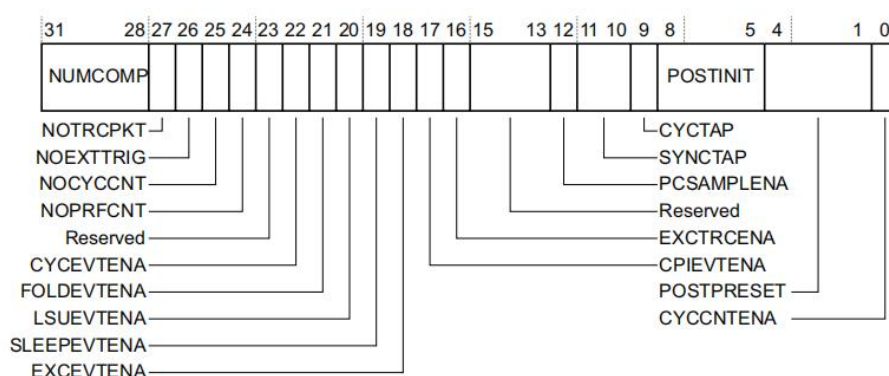 31 28 27 26 25 24 23 22 21 20 19 18 17 16 15 13 12 11 10 9 8 5 4 1 0
NUMCOMP POSTINIT
NOTRCPKT CYCTAP
NOEXTTRIG SYNCTAP
NOCYCCNT PCSAMPLENA
NOPRFCNT Reserved
Reserved EXCTRCENA
CYCEVTENA CPIEVTENA
FOLDEVTENA POSTPRESET
LSUEVTENA CYCCNTENA
SLEEPEVTENA
EXCEVTENA